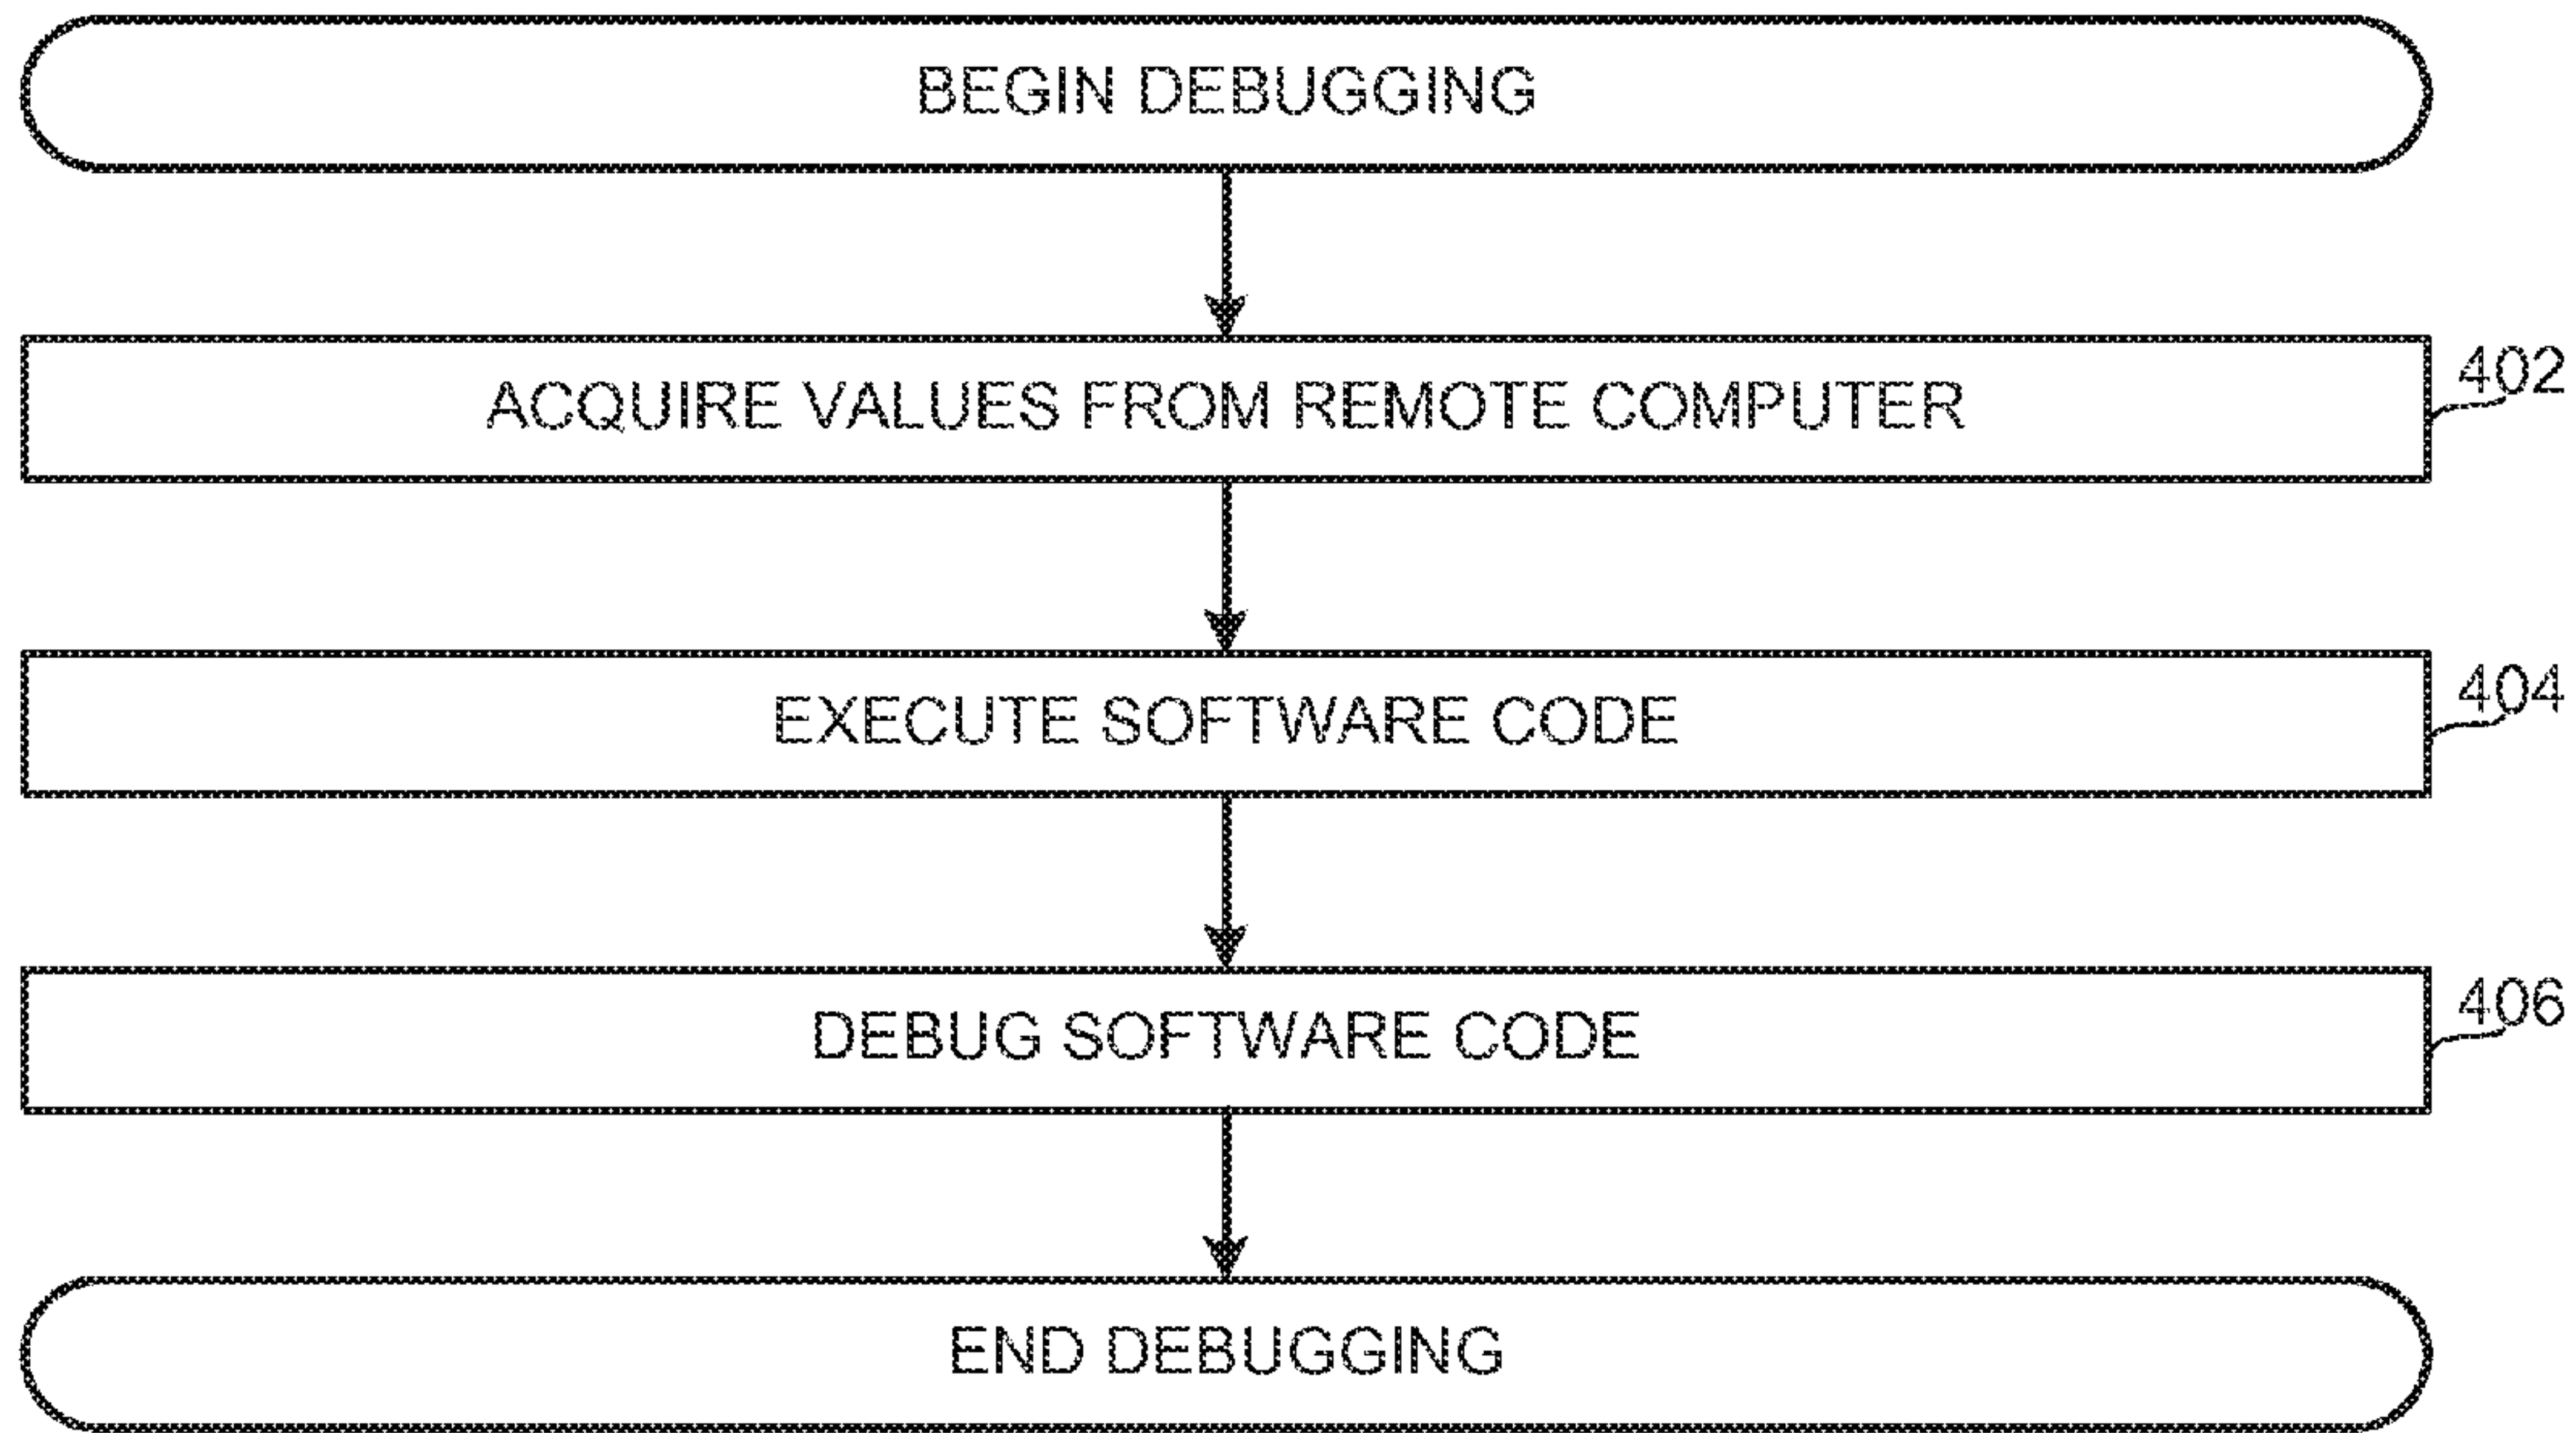 BEGIN DEBUGGING
ACQUIRE VALUES FROM REMOTE COMPUTER
402
EXECUTE SOFTWARE CODE
404
DEBUG SOFTWARE CODE
406
END DEBUGGING